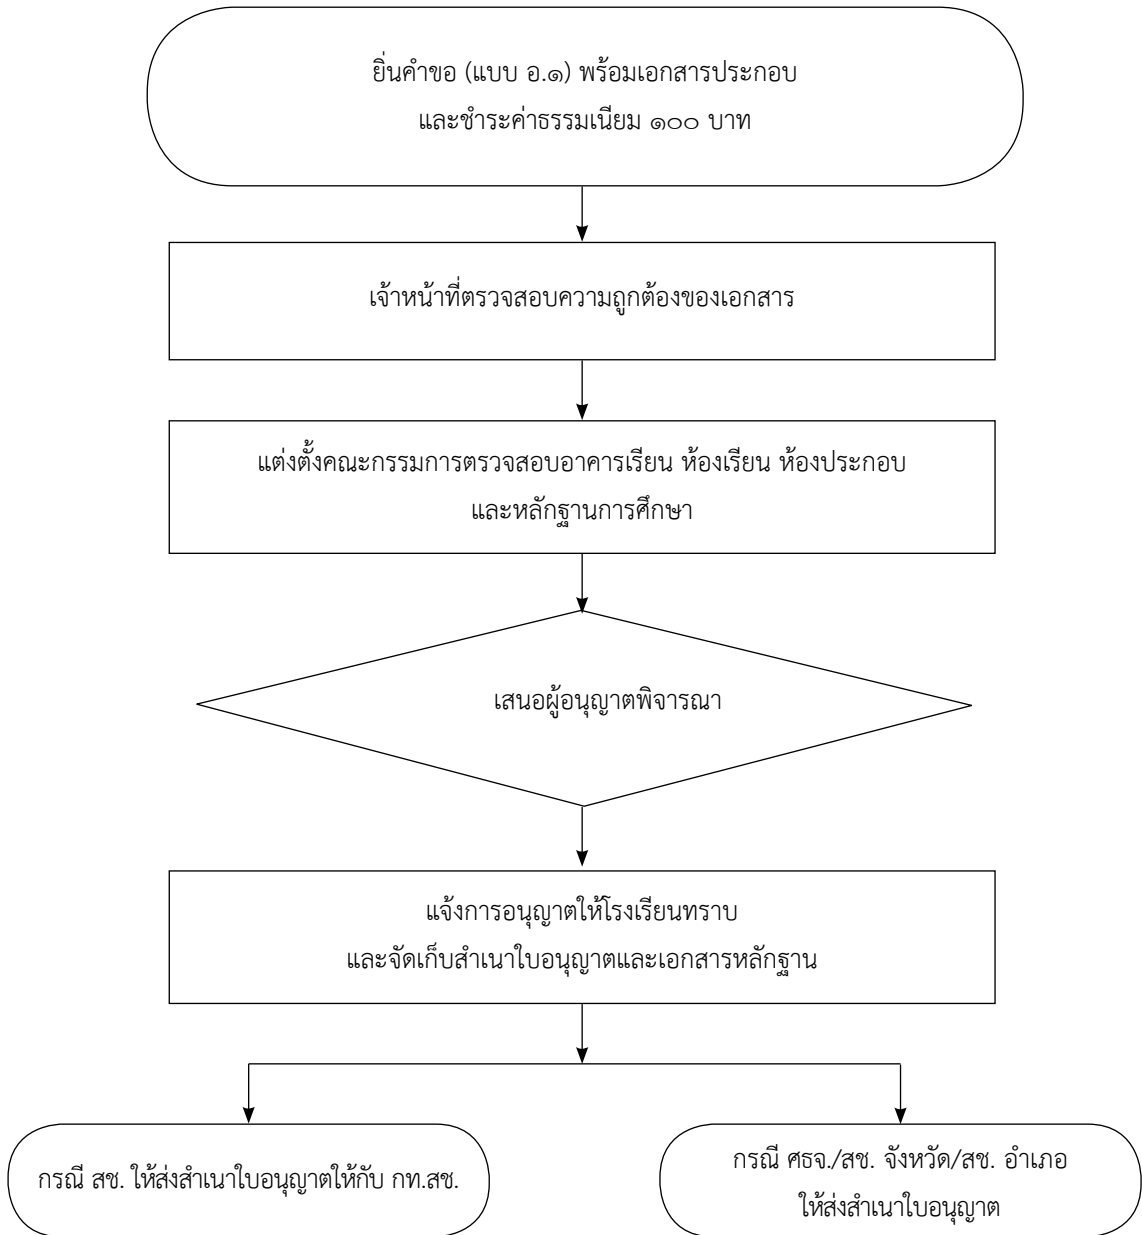 ยื่นคำขอ (แบบ อ.๑) พร้อมเอกสารประกอบ
และชำระค่าธรรมเนียม ๑๐๐ บาท
เจ้าหน้าที่ตรวจสอบความถูกต้องของเอกสาร
แต่งตั้งคณะกรรมการตรวจสอบอาคารเรียน ห้องเรียน ห้องประกอบ
และหลักฐานการศึกษา
เสนอผู้อนุญาตพิจารณา
แจ้งการอนุญาตให้โรงเรียนทราบ
และจัดเก็บสำเนาใบอนุญาตและเอกสารหลักฐาน
กรณี สช. ให้ส่งสำเนาใบอนุญาตให้กับ กท.สช.
กรณี ศธจ./สช. จังหวัด/สช. อำเภอ
ให้ส่งสำเนาใบอนุญาต